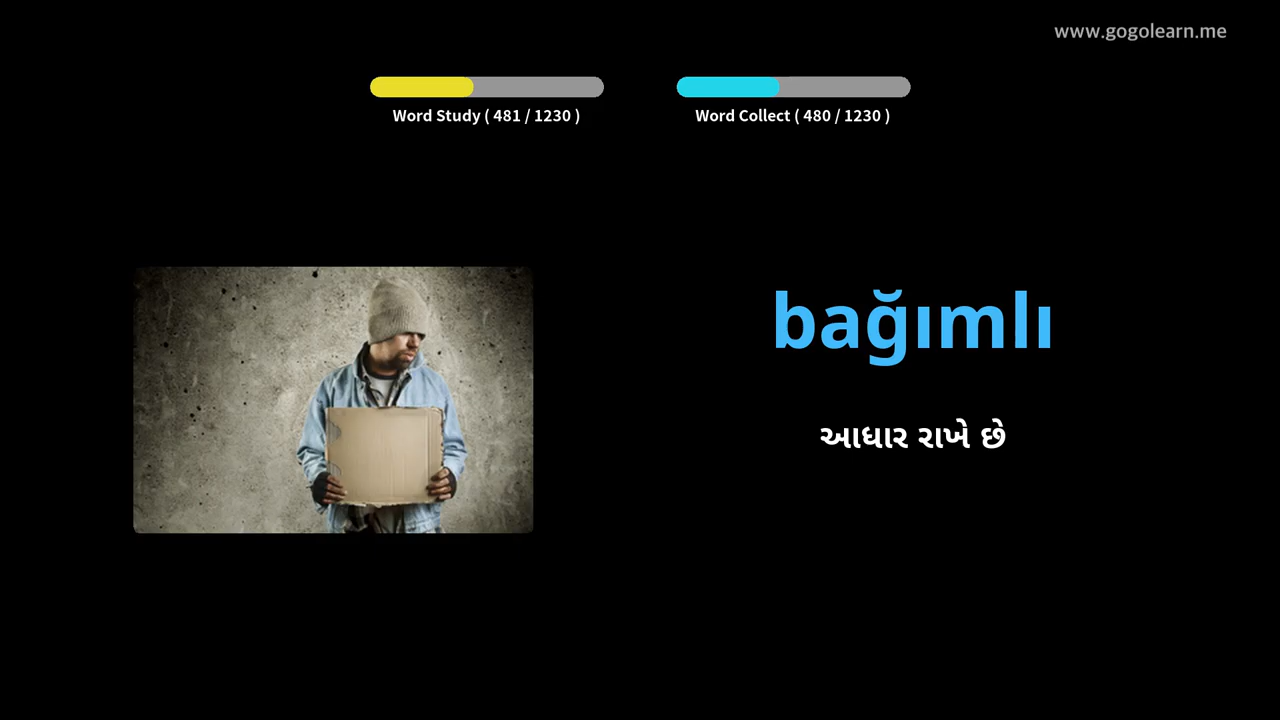 www.gogolearn.me
Word Study ( 481 / 1230 )
Word Collect ( 480 / 1230 )
bağımlı
આધાર રાખે છે